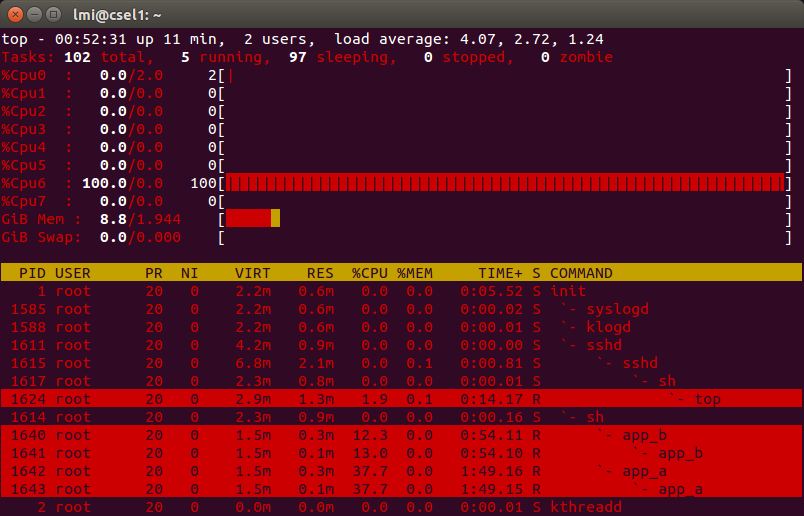 lmi@csel1: ~
top - 00:52:31 up 11 min,  2 users,  load average: 4.07, 2.72, 1.24
Tasks: 102 total,   5 running,  97 sleeping,   0 stopped,   0 zombie
%Cpu0  :   0.0/2.0     2[|                                                              ]
%Cpu1  :   0.0/0.0     0[                                                              ]
%Cpu2  :   0.0/0.0     0[                                                              ]
%Cpu3  :   0.0/0.0     0[                                                              ]
%Cpu4  :   0.0/0.0     0[                                                              ]
%Cpu5  :   0.0/0.0     0[                                                              ]
%Cpu6  : 100.0/0.0   100[||||||||||||||||||||||||||||||||||||||||||||||||||||||||||||||]
%Cpu7  :   0.0/0.0     0[                                                              ]
GiB Mem :  8.8/1.944    [                                                              ]
GiB Swap:  0.0/0.000    [                                                              ]
  PID USER      PR  NI    VIRT    RES  %CPU %MEM     TIME+ S COMMAND
    1 root      20   0    2.2m   0.6m   0.0  0.0   0:05.52 S init
 1585 root      20   0    2.2m   0.6m   0.0  0.0   0:00.02 S  `- syslogd
 1588 root      20   0    2.2m   0.6m   0.0  0.0   0:00.01 S  `- klogd
 1611 root      20   0    4.2m   0.9m   0.0  0.0   0:00.00 S  `- sshd
 1615 root      20   0    6.8m   2.1m   0.0  0.1   0:00.81 S      `- sshd
 1617 root      20   0    2.3m   0.8m   0.0  0.0   0:00.01 S          `- sh
 1624 root      20   0    2.9m   1.3m   1.9  0.1   0:14.17 R              `- top
 1614 root      20   0    2.3m   0.9m   0.0  0.0   0:00.16 S  `- sh
 1640 root      20   0    1.5m   0.3m  12.3  0.0   0:54.11 R      `- app_b
 1641 root      20   0    1.5m   0.1m  13.0  0.0   0:54.10 R          `- app_b
 1642 root      20   0    1.5m   0.3m  37.7  0.0   1:49.16 R      `- app_a
 1643 root      20   0    1.5m   0.1m  37.7  0.0   1:49.15 R          `- app_a
    2 root      20   0    0.0m   0.0m   0.0  0.0   0:00.01 S kthreadd